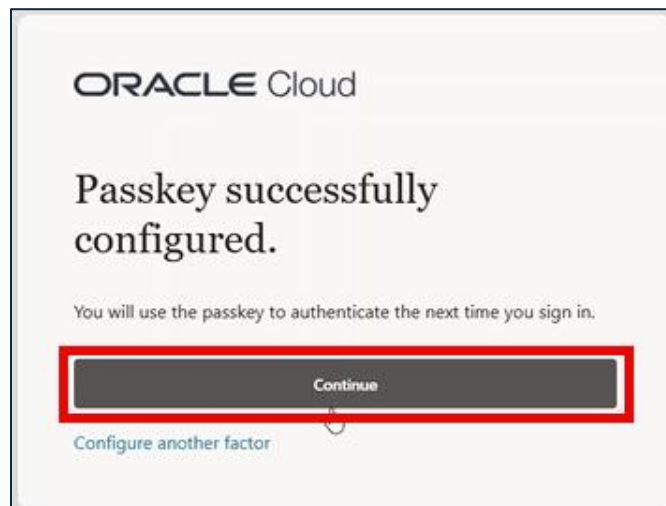 ORACLE Cloud
Passkey successfully
configured.
You will use the passkey to authenticate the next time you sign in.
Continue
Configure another factor